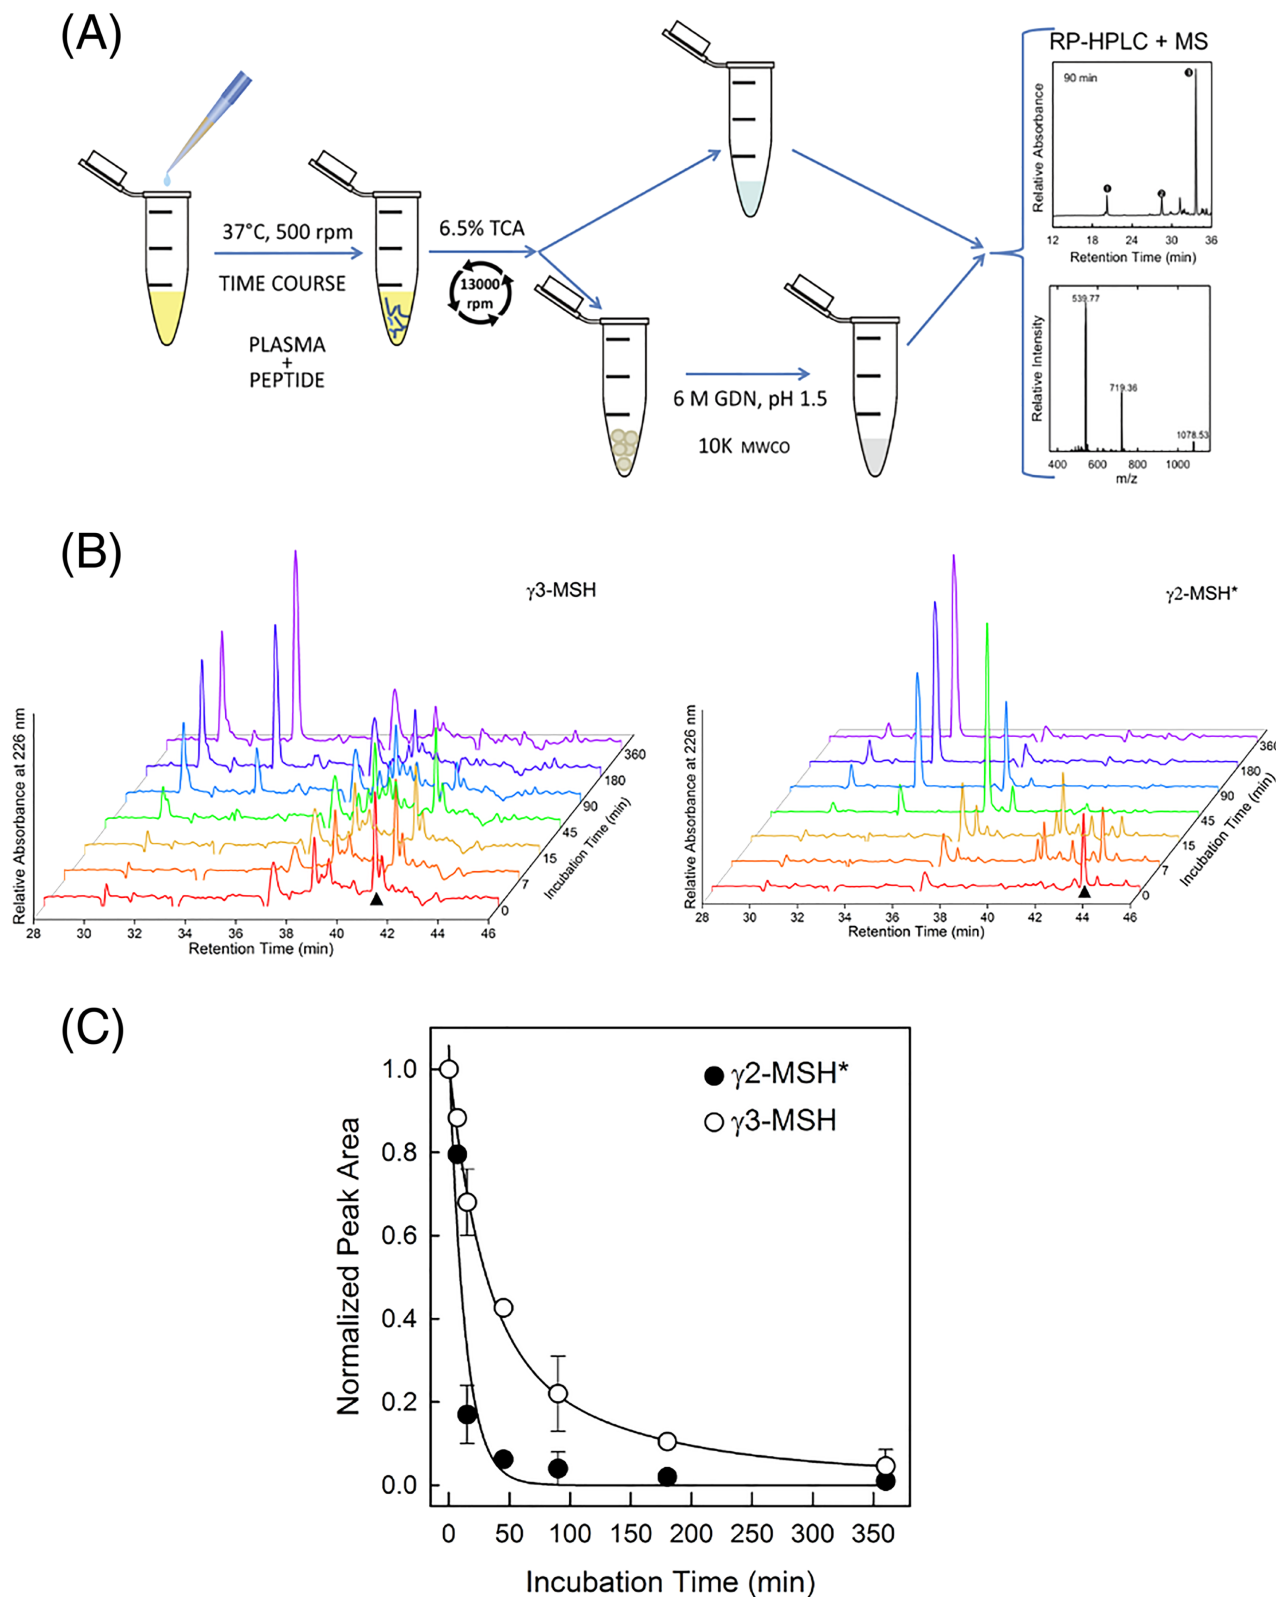 (A)
RP-HPLC + MS
90 min
3
1
2
Relative Absorbance
12 18 24 30 36
Retention Time (min)
37°C, 500 rpm
TIME COURSE
PLASMA
+
PEPTIDE
6.5% TCA
13000
rpm
6 M GDN, pH 1.5
10K MWCO
539.77
719.36
1078.53
Relative Intensity
400 600 800 1000
m/z
(B)
γ3-MSH
Relative Absorbance at 226 nm
28 30 32 34 36 38 40 42 44 46
Retention Time (min)
0 7 15 45 90 180 360
Incubation Time (min)
γ2-MSH*
Relative Absorbance at 226 nm
28 30 32 34 36 38 40 42 44 46
Retention Time (min)
0 7 15 45 90 180 360
Incubation Time (min)
(C)
γ2-MSH*
γ3-MSH
Normalized Peak Area
1.0
0.8
0.6
0.4
0.2
0.0
0 50 100 150 200 250 300 350
Incubation Time (min)